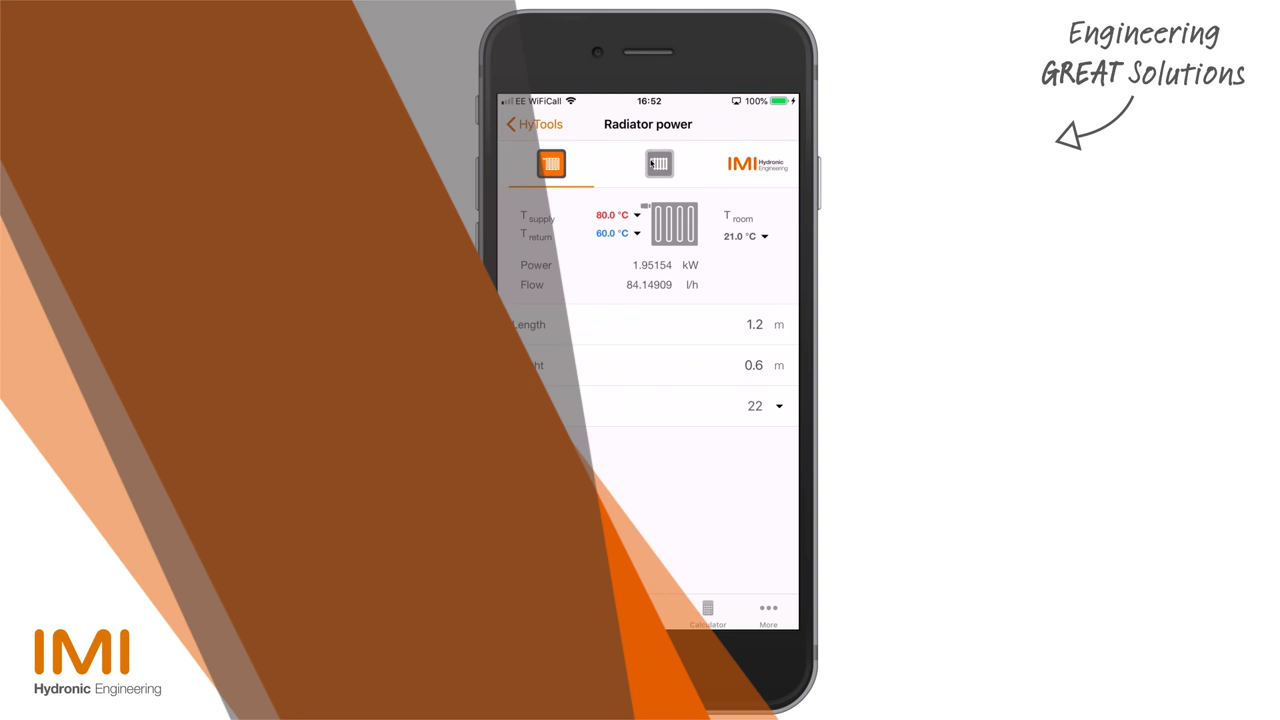 Engineering
GREAT Solutions
EE WiFiCall 16:52 100%
HyTools Radiator power
IMI Hydronic Engineering
T supply 80.0 °C T room
T return 60.0 °C 21.0 °C
Power 1.95154 kW
Flow 84.14909 l/h
Length 1.2 m
0.6 m
22
Calculator More
IMI
Hydronic Engineering